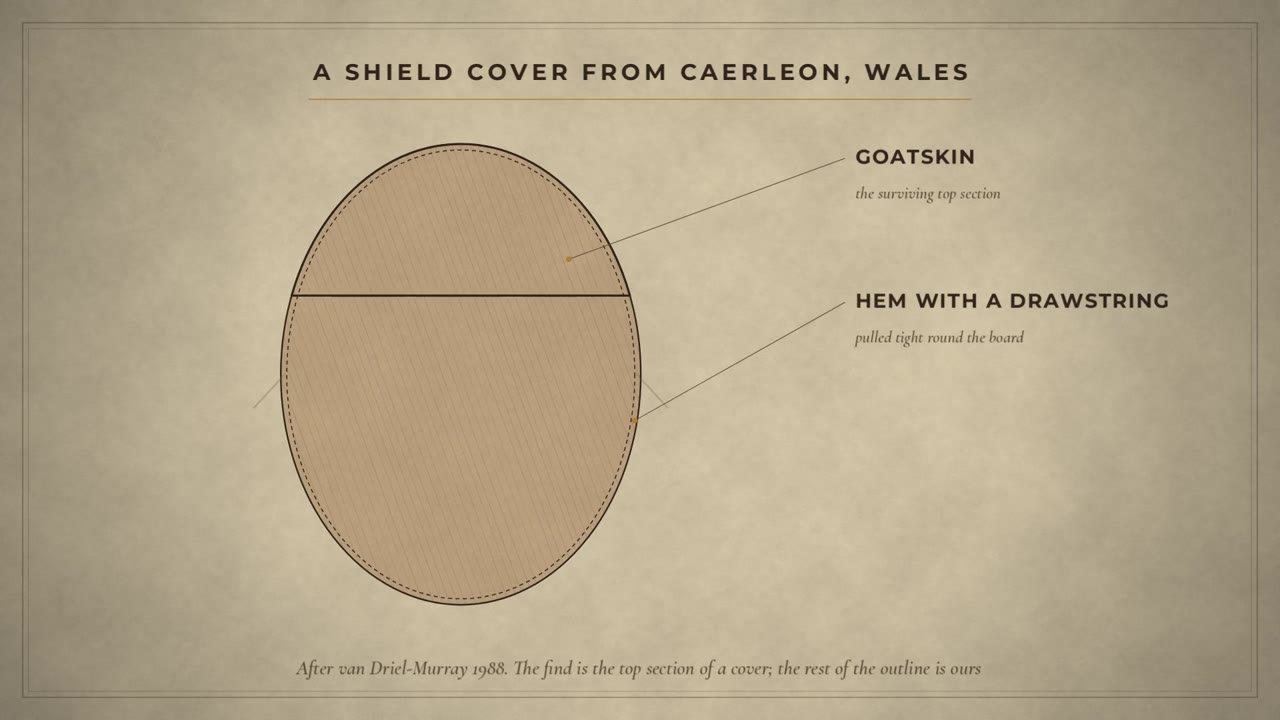 A SHIELD COVER FROM CAERLEON, WALES
GOATSKIN
the surviving top section
HEM WITH A DRAWSTRING
pulled tight round the board
After van Driel-Murray 1988. The find is the top section of a cover; the rest of the outline is ours